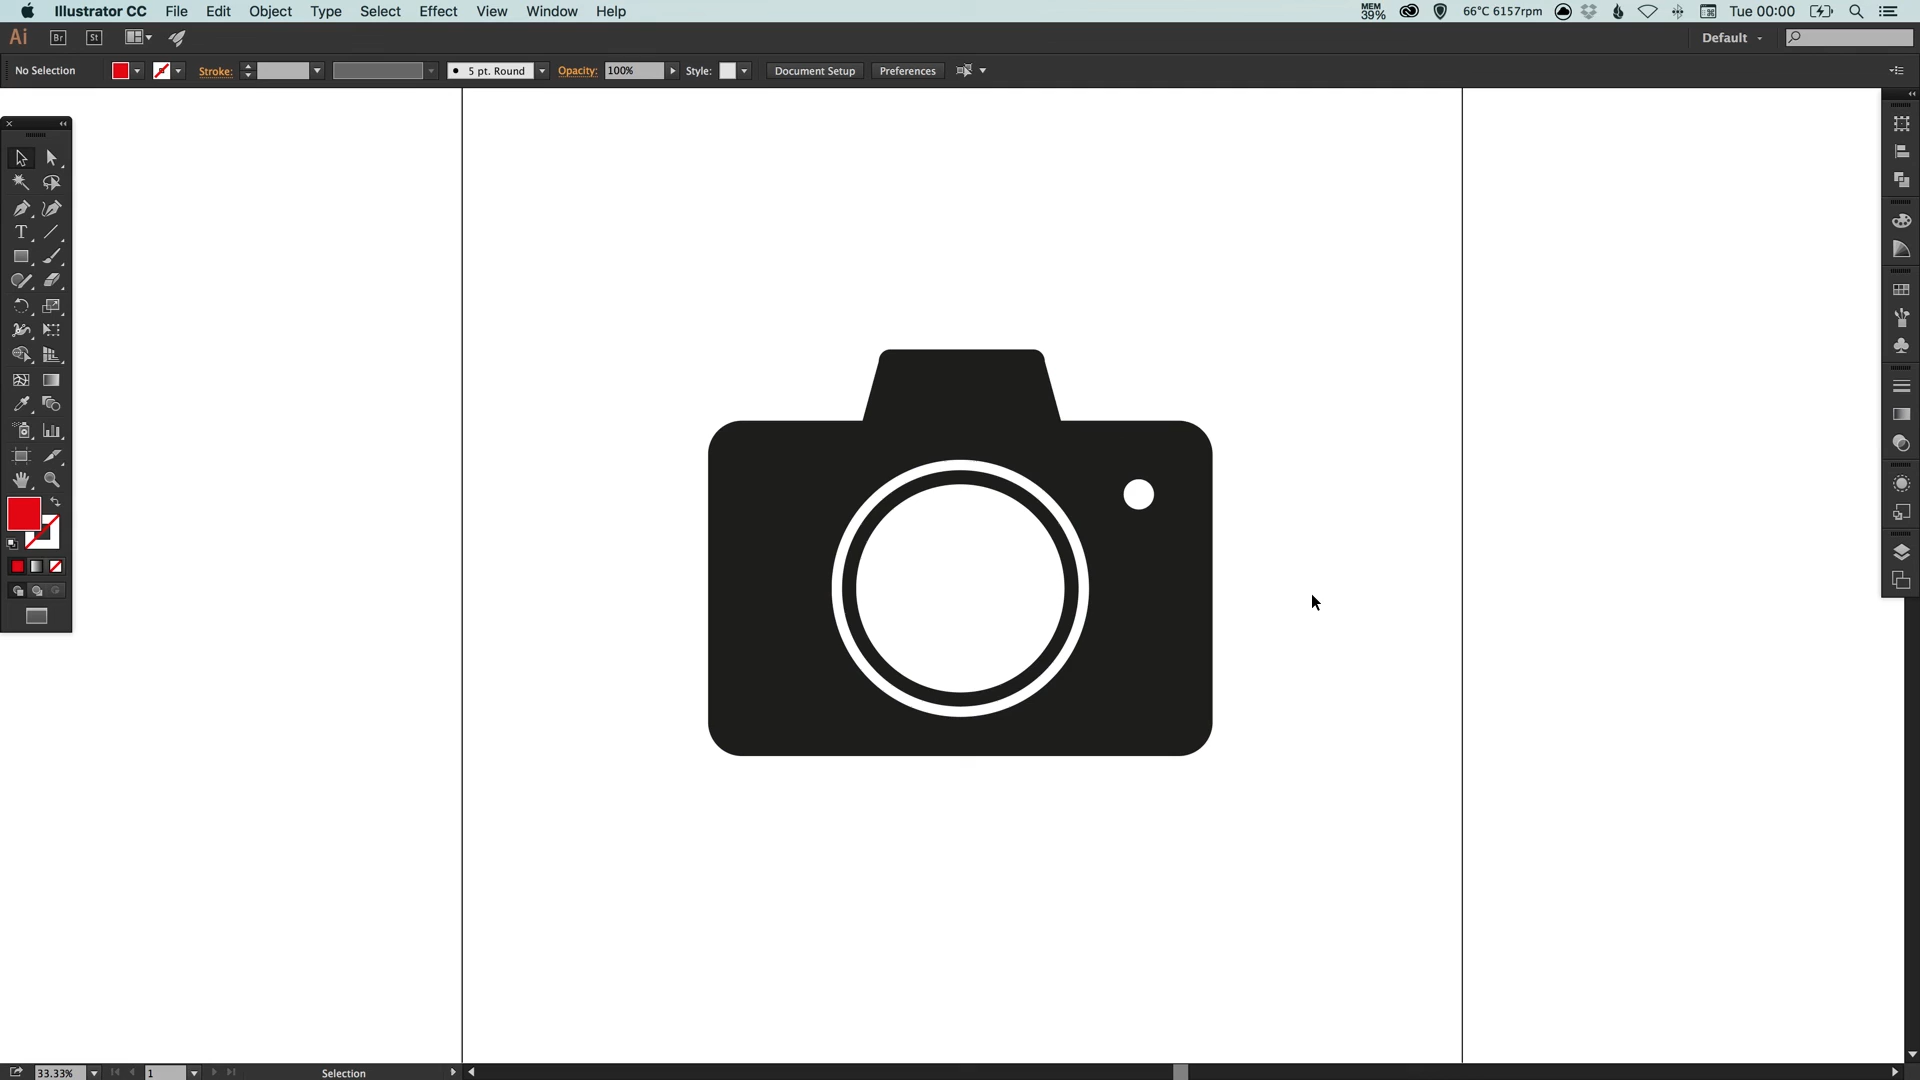 Illustrator CC File Edit Object Type Select Effect View Window Help MEM 39% 66°C 6157rpm Tue 00:00
Ai Br St Default
No Selection Stroke: 5 pt. Round Opacity: 100% Style: Document Setup Preferences
T
33.33% 1 Selection